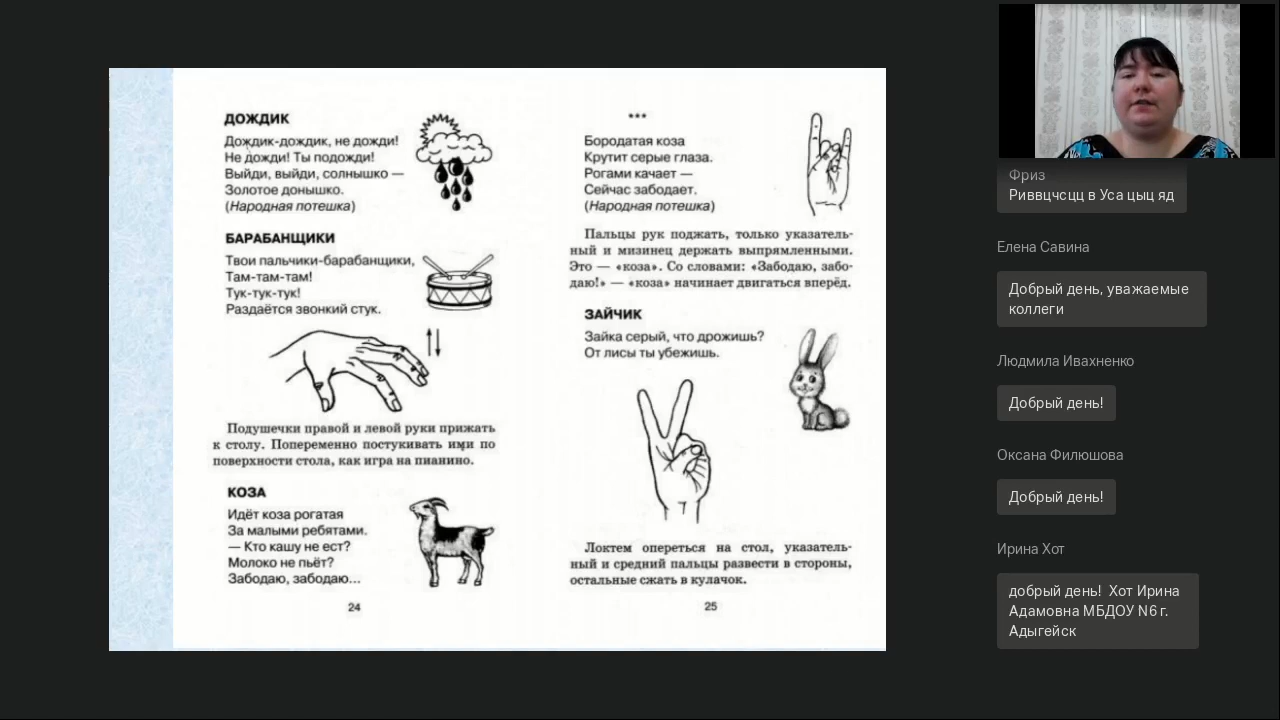 ДОЖДИК
Дождик-дождик, не дожди!
Не дожди! Ты подожди!
Выйди, выйди, солнышко —
Золотое донышко.
(Народная потешка)
БАРАБАНЩИКИ
Твои пальчики-барабанщики,
Там-там-там!
Тук-тук-тук!
Раздаётся звонкий стук.
Подушечки правой и левой руки прижать
к столу. Попеременно постукивать ими по
поверхности стола, как игра на пианино.
КОЗА
Идёт коза рогатая
За малыми ребятами.
— Кто кашу не ест?
Молоко не пьёт?
Забодаю, забодаю...
24
***
Бородатая коза
Крутит серые глаза.
Рогами качает —
Сейчас забодает.
(Народная потешка)
Пальцы рук поджать, только указатель-
ный и мизинец держать выпрямленными.
Это — «коза». Со словами: «Забодаю, забо-
даю!» — «коза» начинает двигаться вперёд.
ЗАЙЧИК
Зайка серый, что дрожишь?
От лисы ты убежишь.
Локтем опереться на стол, указатель-
ный и средний пальцы развести в стороны,
остальные сжать в кулачок.
25
Фриз
Риввцчсцц в Уса цыц яд
Елена Савина
Добрый день, уважаемые
коллеги
Людмила Ивахненко
Добрый день!
Оксана Филюшова
Добрый день!
Ирина Хот
добрый день! Хот Ирина
Адамовна МБДОУ N6 г.
Адыгейск